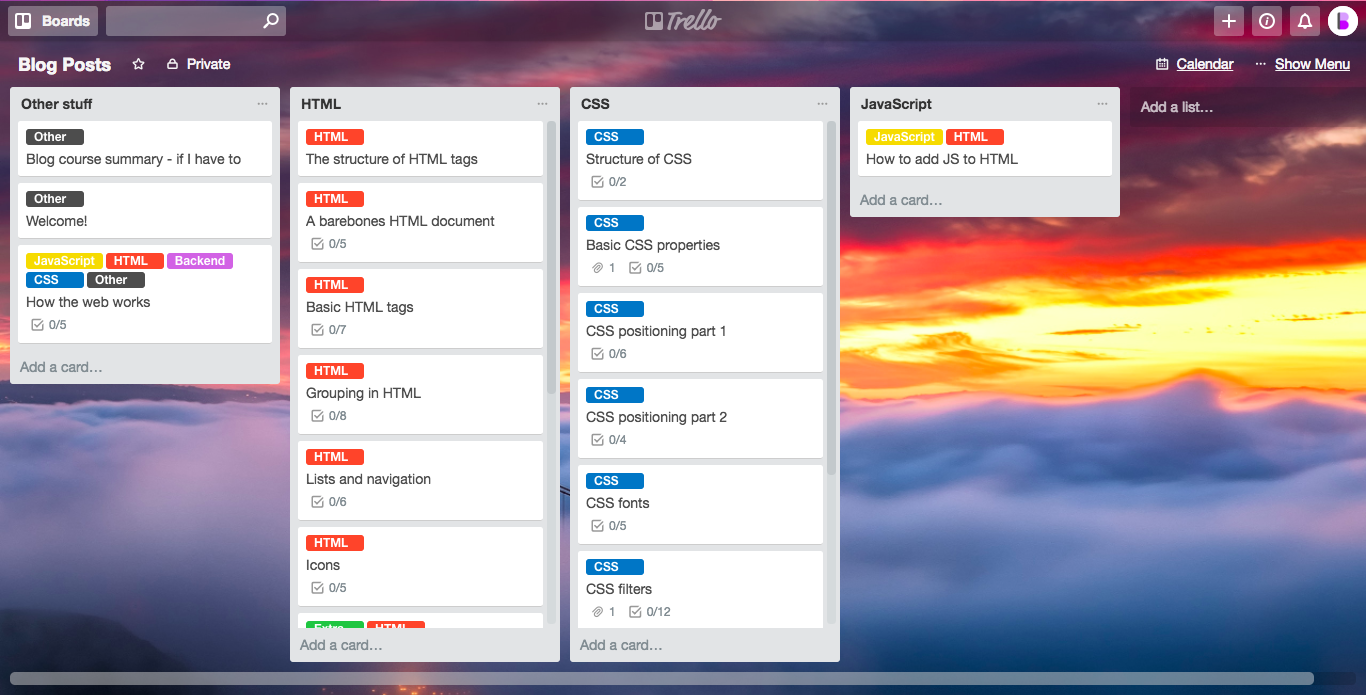 Boards
Trello
Blog Posts
Private
Calendar
Show Menu
Other stuff
Other
Blog course summary - if I have to
Other
Welcome!
JavaScript HTML Backend
CSS Other
How the web works
0/5
Add a card…
HTML
HTML
The structure of HTML tags
HTML
A barebones HTML document
0/5
HTML
Basic HTML tags
0/7
HTML
Grouping in HTML
0/8
HTML
Lists and navigation
0/6
HTML
Icons
0/5
Extra HTML
Add a card…
CSS
CSS
Structure of CSS
0/2
CSS
Basic CSS properties
1 0/5
CSS
CSS positioning part 1
0/6
CSS
CSS positioning part 2
0/4
CSS
CSS fonts
0/5
CSS
CSS filters
1 0/12
Add a card…
JavaScript
JavaScript HTML
How to add JS to HTML
Add a card…
Add a list…